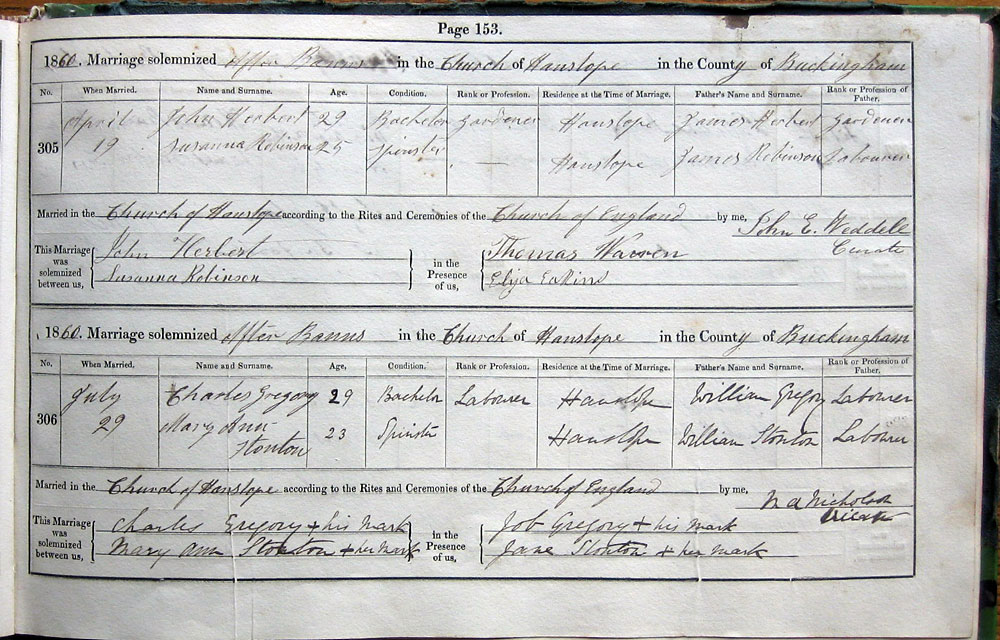 Page 153.
1860. Marriage solemnized After Banns in the Church of Hanslope in the County of Buckingham
No. When Married. Name and Surname. Age. Condition. Rank or Profession. Residence at the Time of Marriage. Father's Name and Surname. Rank or Profession of Father.
April John Herbert 29 Bachelor Gardener Hanslope James Herbert Gardener
305 19 Susanna Robinson 25 Spinster — Hanslope James Robinson Labourer
Married in the Church of Hanslope according to the Rites and Ceremonies of the Church of England by me, John E. Weddell
Curate
This Marriage was solemnized between us, John Herbert in the Presence of us, Thomas Warren
Susanna Robinson Eliza Eakins
1860. Marriage solemnized After Banns in the Church of Hanslope in the County of Buckingham
No. When Married. Name and Surname. Age, Condition. Rank or Profession. Residence at the Time of Marriage. Father's Name and Surname. Rank or Profession of Father.
July Charles Gregory 29 Bachelor Labourer Hanslope William Gregory Labourer
306 29 Mary Ann Stonton 23 Spinster Hanslope William Stonton Labourer
Married in the Church of Hanslope according to the Rites and Ceremonies of the Church of England by me, M A Nicholson
Vicar
This Marriage was solemnized between us, Charles Gregory + his mark in the Presence of us, Job Gregory + his mark
Mary Ann Stonton + her mark Jane Stonton + her mark